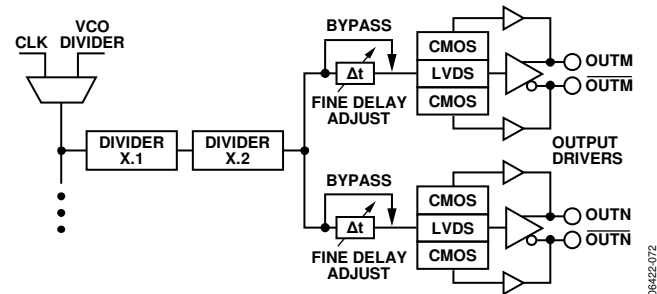 CLK
VCO
DIVIDER
DIVIDER
X.1
DIVIDER
X.2
BYPASS
Δt
FINE DELAY
ADJUST
CMOS
LVDS
CMOS
OUTM
OUTM
OUTPUT
DRIVERS
BYPASS
Δt
FINE DELAY
ADJUST
CMOS
LVDS
CMOS
OUTN
OUTN
06422-072